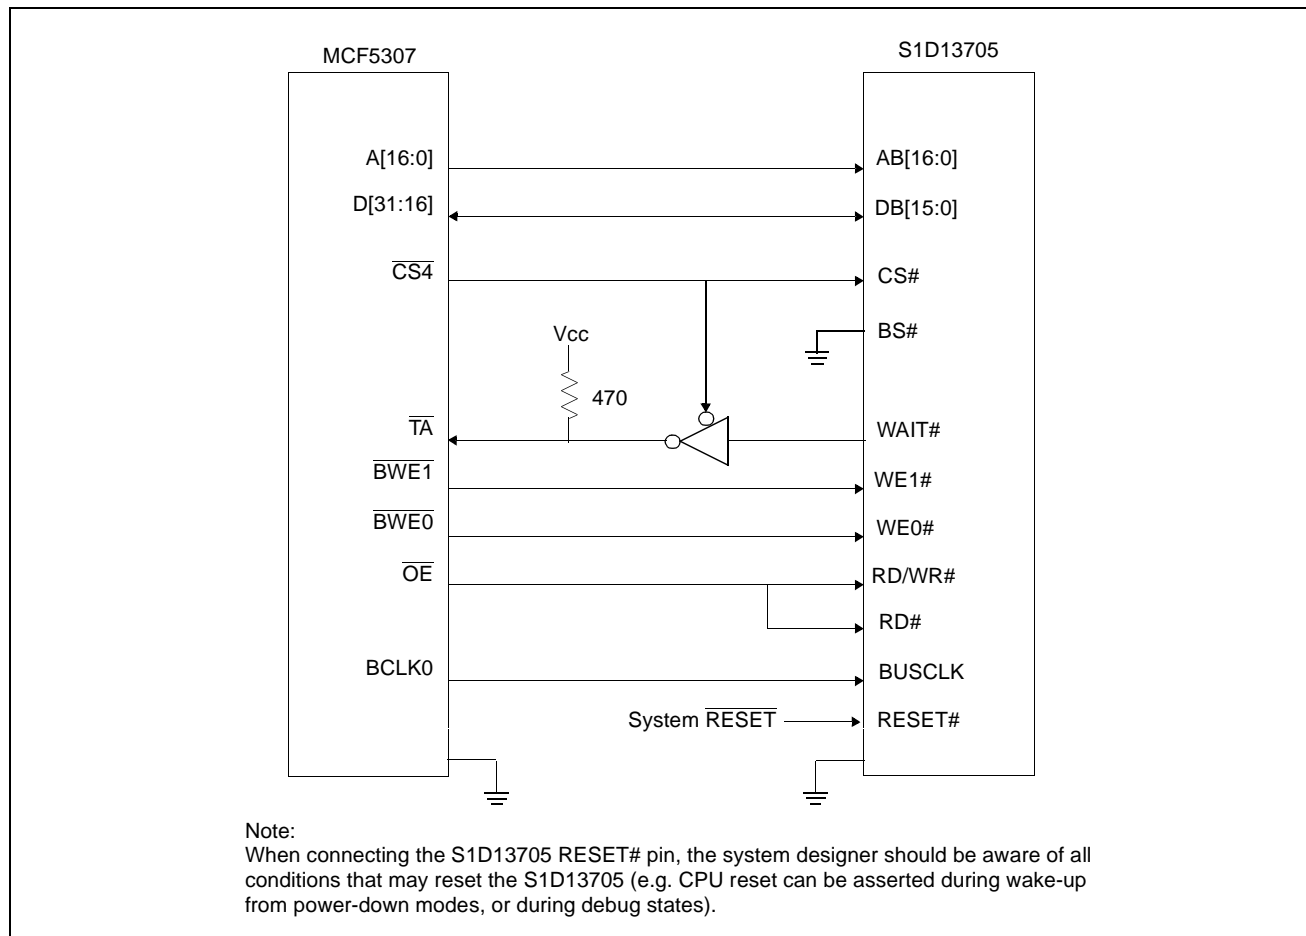 MCF5307
S1D13705
A[16:0]
AB[16:0]
D[31:16]
DB[15:0]
CS4
CS#
BS#
Vcc
470
TA
WAIT#
BWE1
WE1#
BWE0
WE0#
OE
RD/WR#
RD#
BCLK0
BUSCLK
System RESET
RESET#
Note:
When connecting the S1D13705 RESET# pin, the system designer should be aware of all
conditions that may reset the S1D13705 (e.g. CPU reset can be asserted during wake-up
from power-down modes, or during debug states).